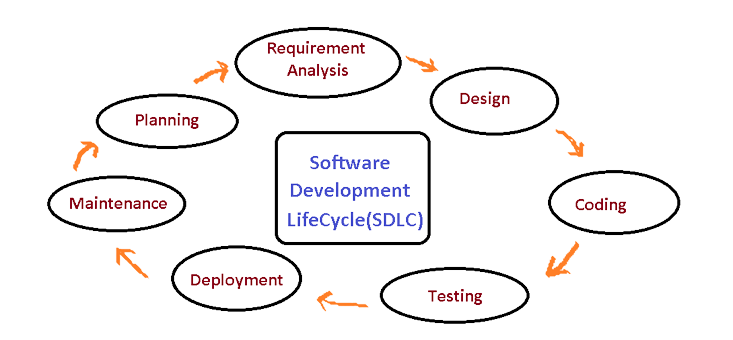 Requirement
Analysis
Design
Planning
Software
Development
LifeCycle(SDLC)
Maintenance
Coding
Deployment
Testing